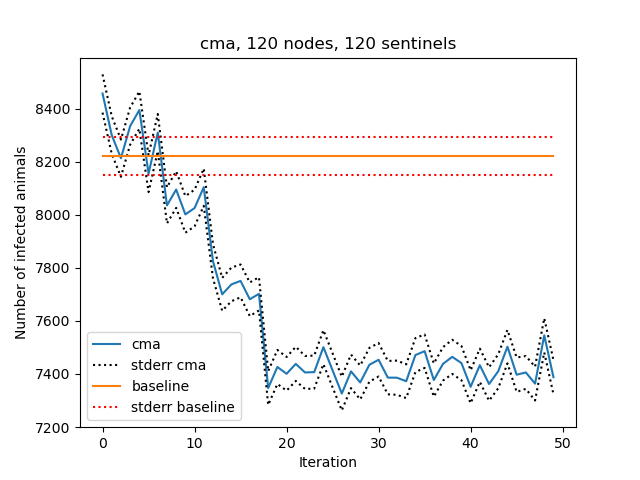 cma, 120 nodes, 120 sentinels
8400
8200
8000
7800
7600
7400
7200
Number of infected animals
cma
stderr cma
baseline
stderr baseline
0 10 20 30 40 50
Iteration